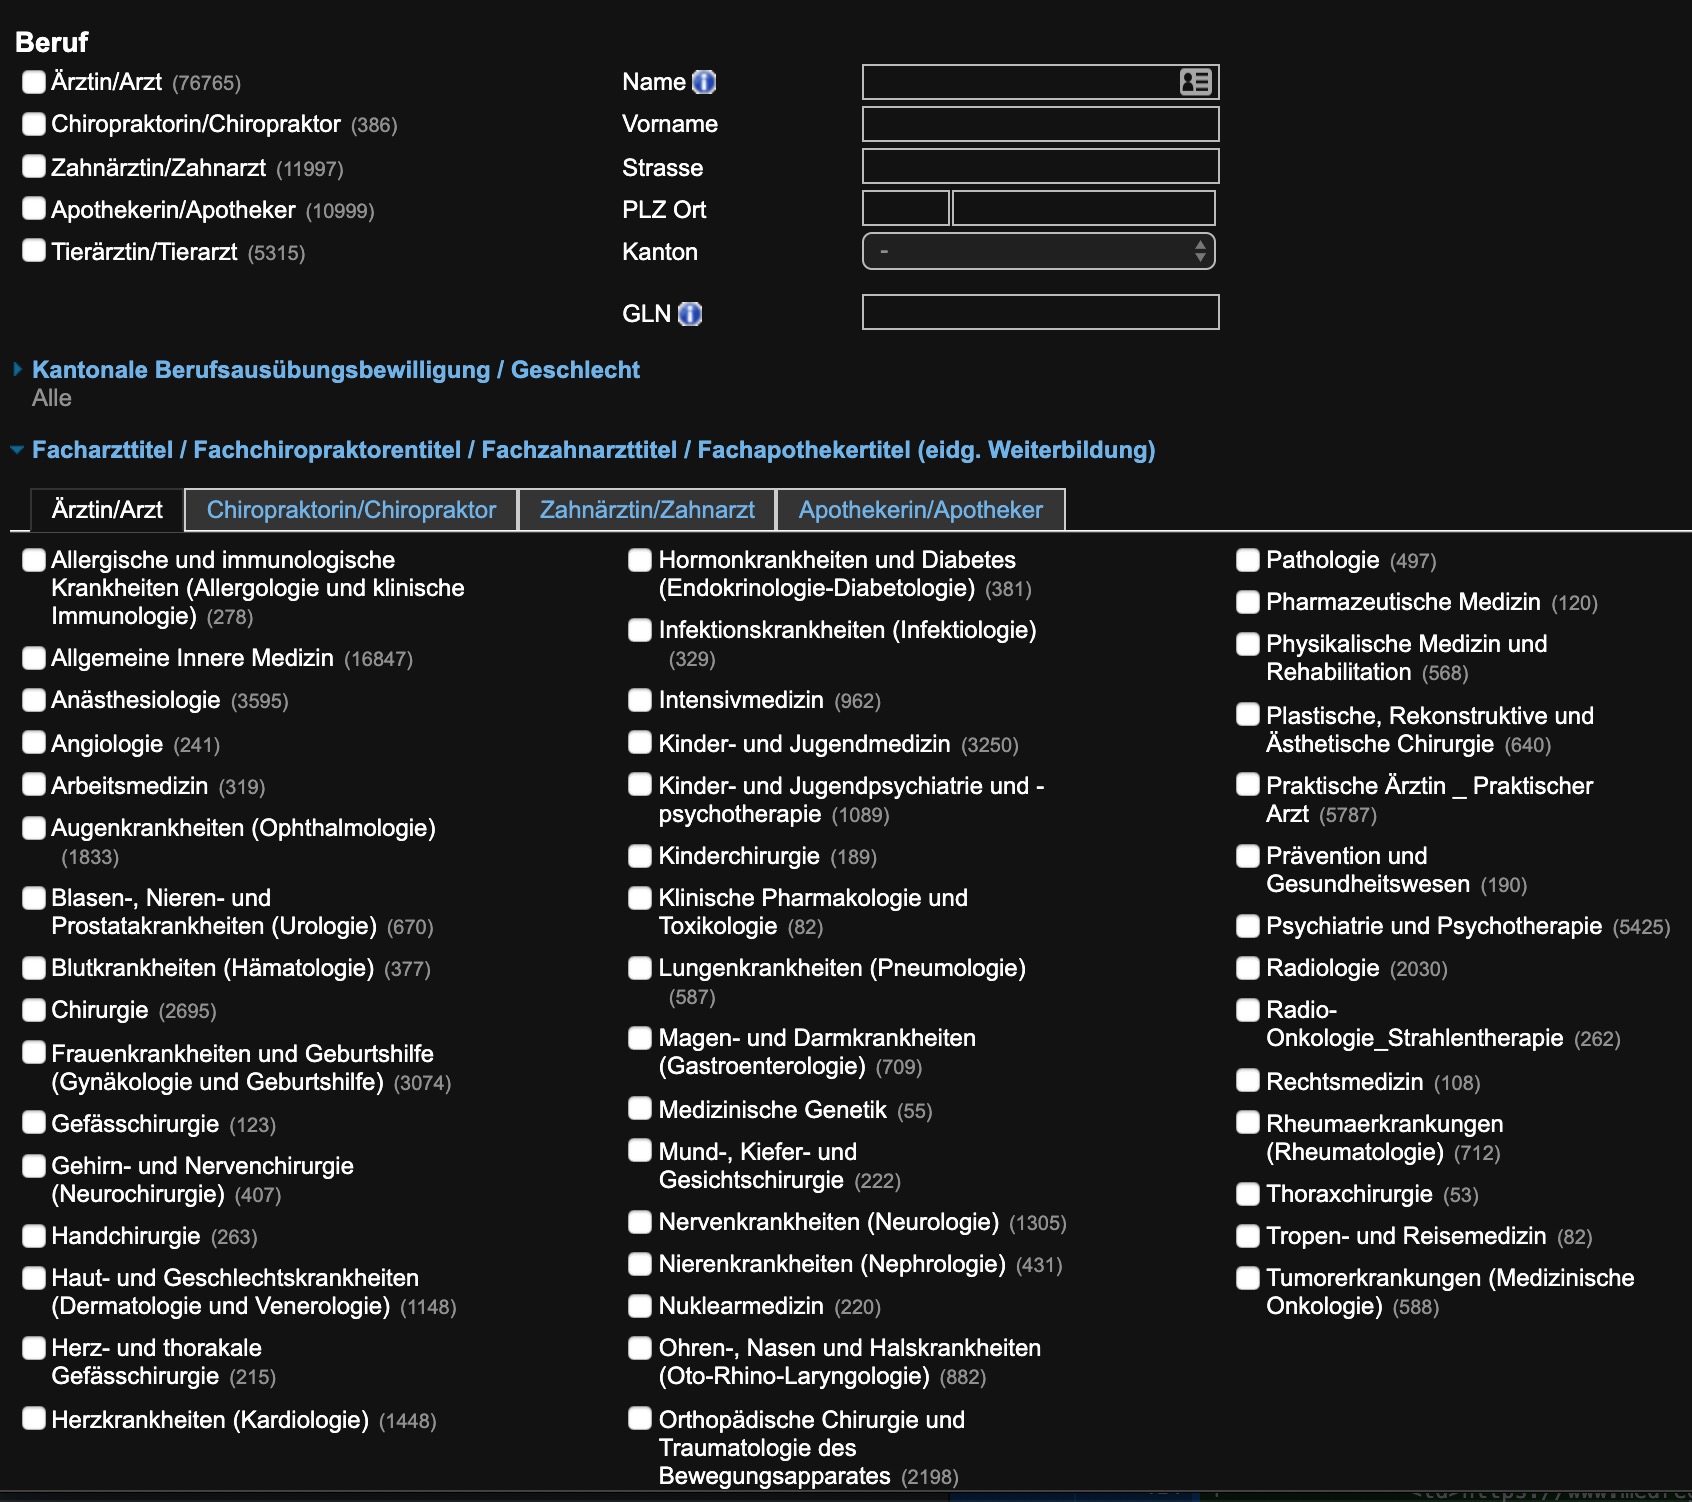 Beruf
Ärztin/Arzt (76765)
Chiropraktorin/Chiropraktor (386)
Zahnärztin/Zahnarzt (11997)
Apothekerin/Apotheker (10999)
Tierärztin/Tierarzt (5315)
Name
Vorname
Strasse
PLZ Ort
Kanton
-
GLN
Kantonale Berufsausübungsbewilligung / Geschlecht
Alle
Facharzttitel / Fachchiropraktorentitel / Fachzahnarzttitel / Fachapothekertitel (eidg. Weiterbildung)
Ärztin/Arzt
Chiropraktorin/Chiropraktor
Zahnärztin/Zahnarzt
Apothekerin/Apotheker
Allergische und immunologische
Krankheiten (Allergologie und klinische
Immunologie) (278)
Allgemeine Innere Medizin (16847)
Anästhesiologie (3595)
Angiologie (241)
Arbeitsmedizin (319)
Augenkrankheiten (Ophthalmologie)
(1833)
Blasen-, Nieren- und
Prostatakrankheiten (Urologie) (670)
Blutkrankheiten (Hämatologie) (377)
Chirurgie (2695)
Frauenkrankheiten und Geburtshilfe
(Gynäkologie und Geburtshilfe) (3074)
Gefässchirurgie (123)
Gehirn- und Nervenchirurgie
(Neurochirurgie) (407)
Handchirurgie (263)
Haut- und Geschlechtskrankheiten
(Dermatologie und Venerologie) (1148)
Herz- und thorakale
Gefässchirurgie (215)
Herzkrankheiten (Kardiologie) (1448)
Hormonkrankheiten und Diabetes
(Endokrinologie-Diabetologie) (381)
Infektionskrankheiten (Infektiologie)
(329)
Intensivmedizin (962)
Kinder- und Jugendmedizin (3250)
Kinder- und Jugendpsychiatrie und -
psychotherapie (1089)
Kinderchirurgie (189)
Klinische Pharmakologie und
Toxikologie (82)
Lungenkrankheiten (Pneumologie)
(587)
Magen- und Darmkrankheiten
(Gastroenterologie) (709)
Medizinische Genetik (55)
Mund-, Kiefer- und
Gesichtschirurgie (222)
Nervenkrankheiten (Neurologie) (1305)
Nierenkrankheiten (Nephrologie) (431)
Nuklearmedizin (220)
Ohren-, Nasen und Halskrankheiten
(Oto-Rhino-Laryngologie) (882)
Orthopädische Chirurgie und
Traumatologie des
Bewegungsapparates (2198)
Pathologie (497)
Pharmazeutische Medizin (120)
Physikalische Medizin und
Rehabilitation (568)
Plastische, Rekonstruktive und
Ästhetische Chirurgie (640)
Praktische Ärztin _ Praktischer
Arzt (5787)
Prävention und
Gesundheitswesen (190)
Psychiatrie und Psychotherapie (5425)
Radiologie (2030)
Radio-
Onkologie_Strahlentherapie (262)
Rechtsmedizin (108)
Rheumaerkrankungen
(Rheumatologie) (712)
Thoraxchirurgie (53)
Tropen- und Reisemedizin (82)
Tumorerkrankungen (Medizinische
Onkologie) (588)